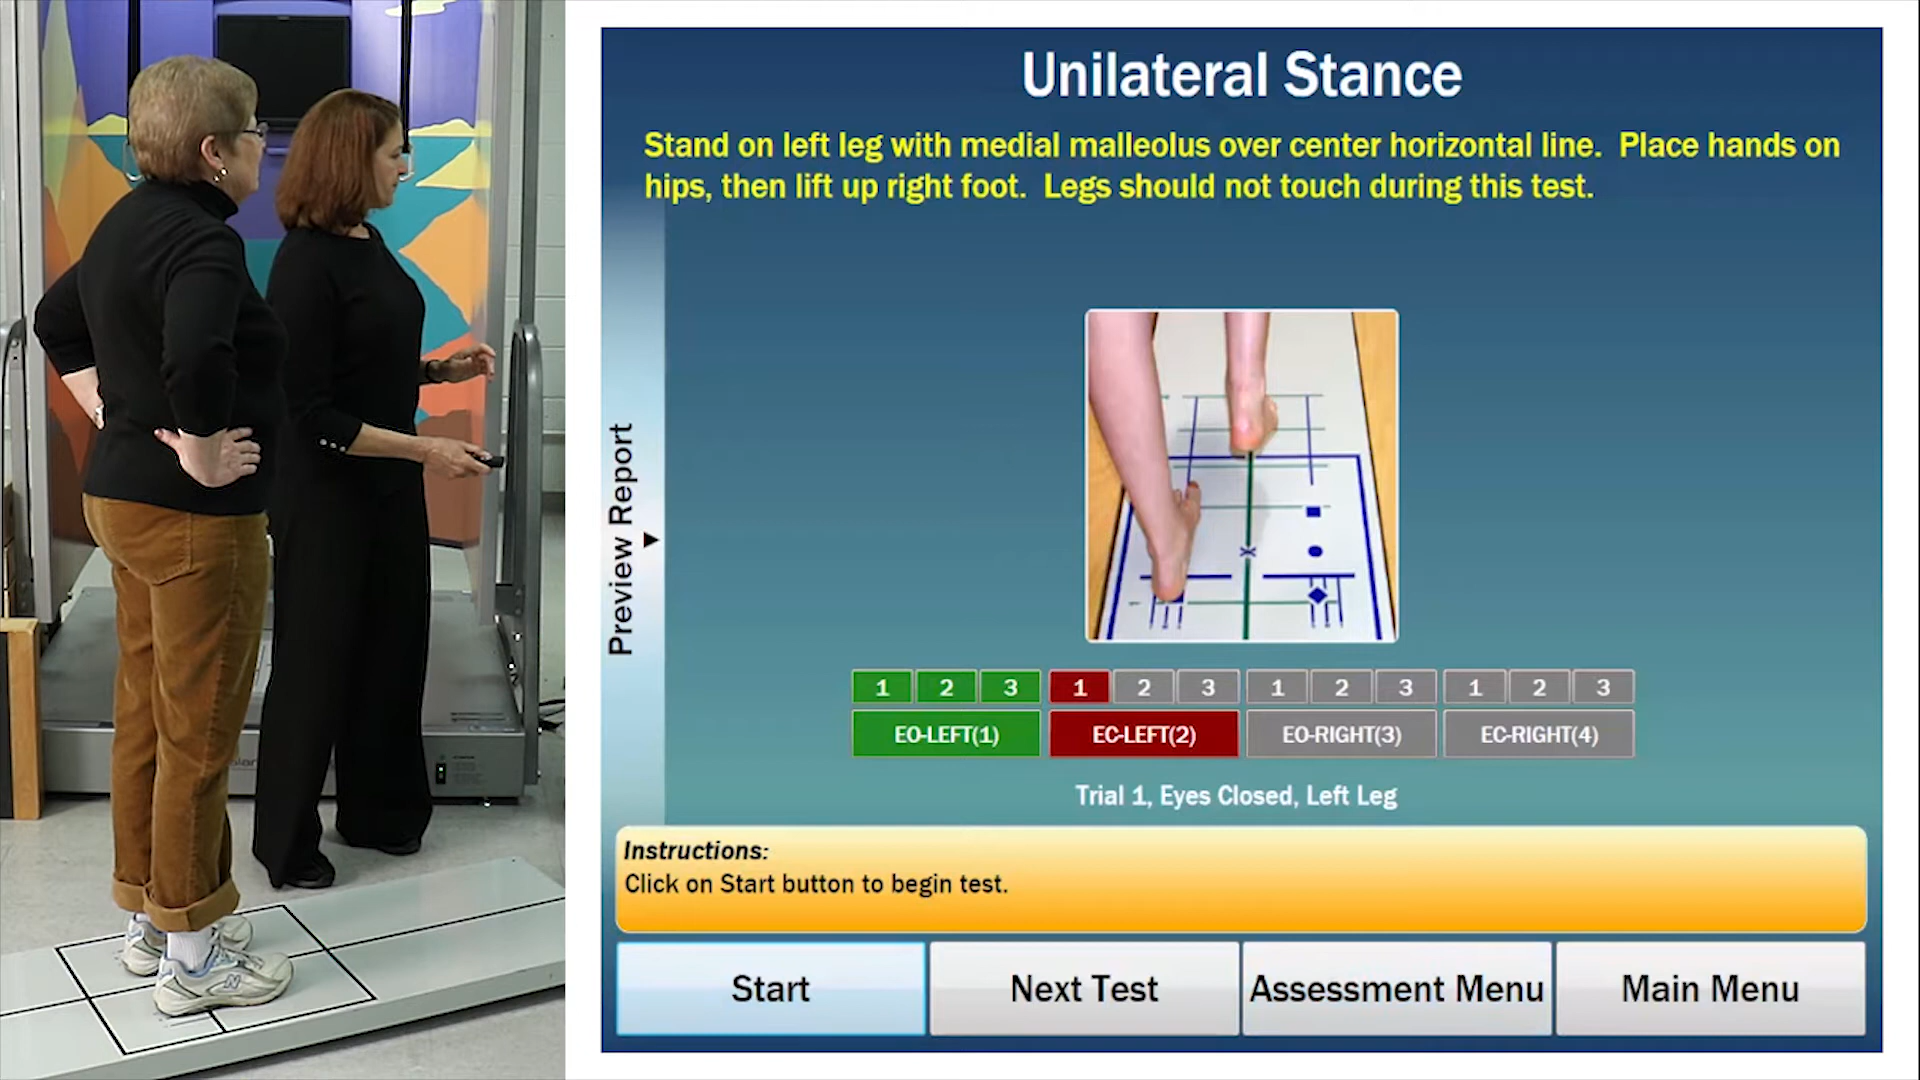 Unilateral Stance
Stand on left leg with medial malleolus over center horizontal line. Place hands on
hips, then lift up right foot. Legs should not touch during this test.
Preview Report
1 2 3 1 2 3 1 2 3 1 2 3
EO-LEFT(1) EC-LEFT(2) EO-RIGHT(3) EC-RIGHT(4)
Trial 1, Eyes Closed, Left Leg
Instructions:
Click on Start button to begin test.
Start Next Test Assessment Menu Main Menu